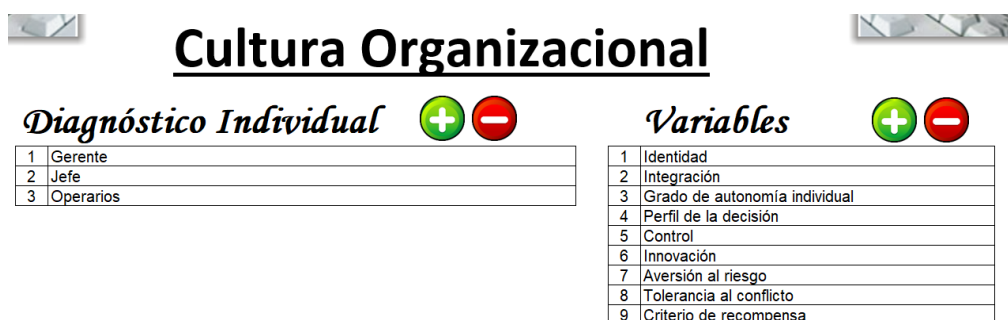 Cultura Organizacional
Diagnóstico Individual
1 Gerente
2 Jefe
3 Operarios
Variables
1 Identidad
2 Integración
3 Grado de autonomía individual
4 Perfil de la decisión
5 Control
6 Innovación
7 Aversión al riesgo
8 Tolerancia al conflicto
9 Criterio de recompensa